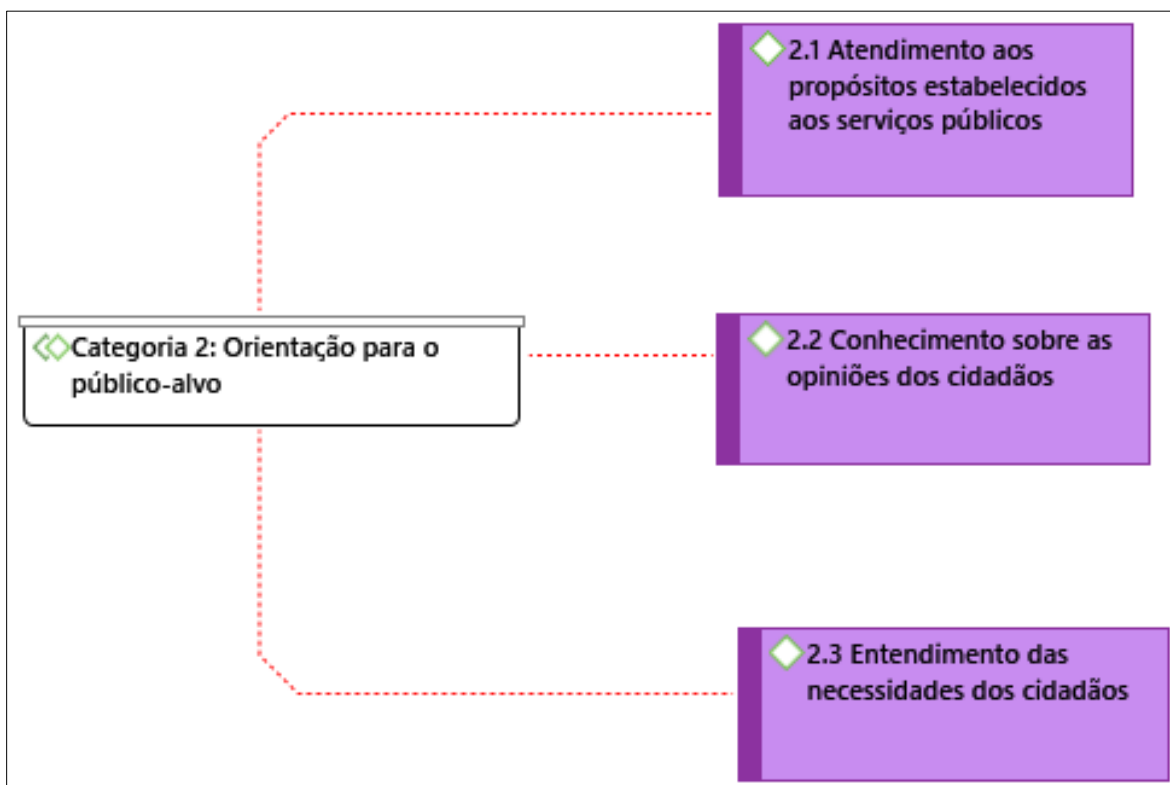 2.1 Atendimento aos
propósitos estabelecidos
aos serviços públicos
Categoria 2: Orientação para o
público-alvo
2.2 Conhecimento sobre as
opiniões dos cidadãos
2.3 Entendimento das
necessidades dos cidadãos